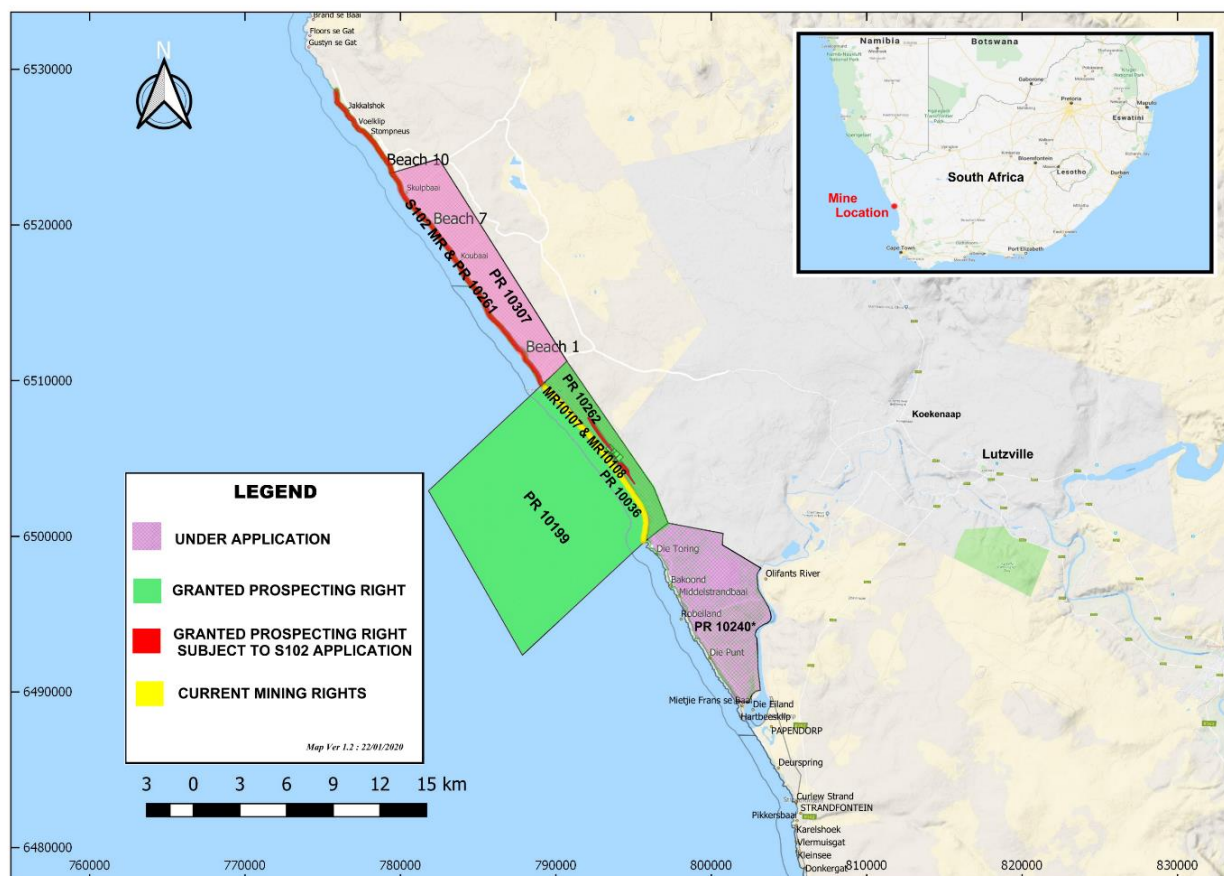 Brand se Baai
Floors se Gat
Gustyn se Gat
6530000
N
Jakkalshok
Voelklip
Stompneus
Beach 10
Skulpbaai
6520000
Beach 7
Koubaai
S102 MR & PR 10261
PR 10307
Beach 1
6510000
PR 10262
MR10107 & MR10108
PR 10036
PR 10199
Koekenaap
Lutzville
6500000
Die Toring
Olifants River
Bakoond
Middelstrandbaai
Robeiland
PR 10240*
Die Punt
6490000
Mietjie Frans se Baai
Die Eiland
Hartbeesklip
PAPENDORP
Deurspring
Curlew Strand
STRANDFONTEIN
Pikkersbaai
Karelshoek
Vlermuisgat
Kleinsee
Donkergat
6480000
760000
770000
780000
790000
800000
810000
820000
830000
LEGEND
UNDER APPLICATION
GRANTED PROSPECTING RIGHT
GRANTED PROSPECTING RIGHT
SUBJECT TO S102 APPLICATION
CURRENT MINING RIGHTS
Map Ver 1.2 : 22/01/2020
3 0 3 6 9 12 15 km
Namibia
Botswana
Gaborone
Pretoria
Maputo
Eswatini
Bloemfontein
Maseru
Lesotho
Durban
South Africa
Mine
Location
Cape Town
Port Elizabeth